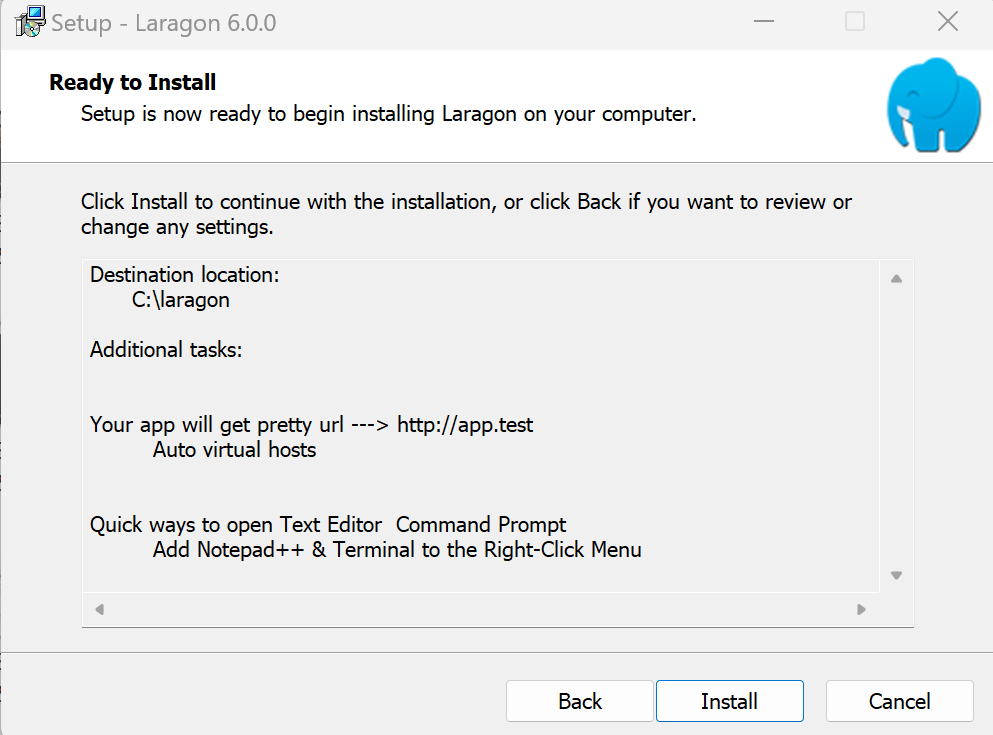 Setup - Laragon 6.0.0
Ready to Install
Setup is now ready to begin installing Laragon on your computer.
Click Install to continue with the installation, or click Back if you want to review or
change any settings.
Destination location:
C:\laragon
Additional tasks:
Your app will get pretty url ---> http://app.test
Auto virtual hosts
Quick ways to open Text Editor  Command Prompt
Add Notepad++ & Terminal to the Right-Click Menu
Back
Install
Cancel